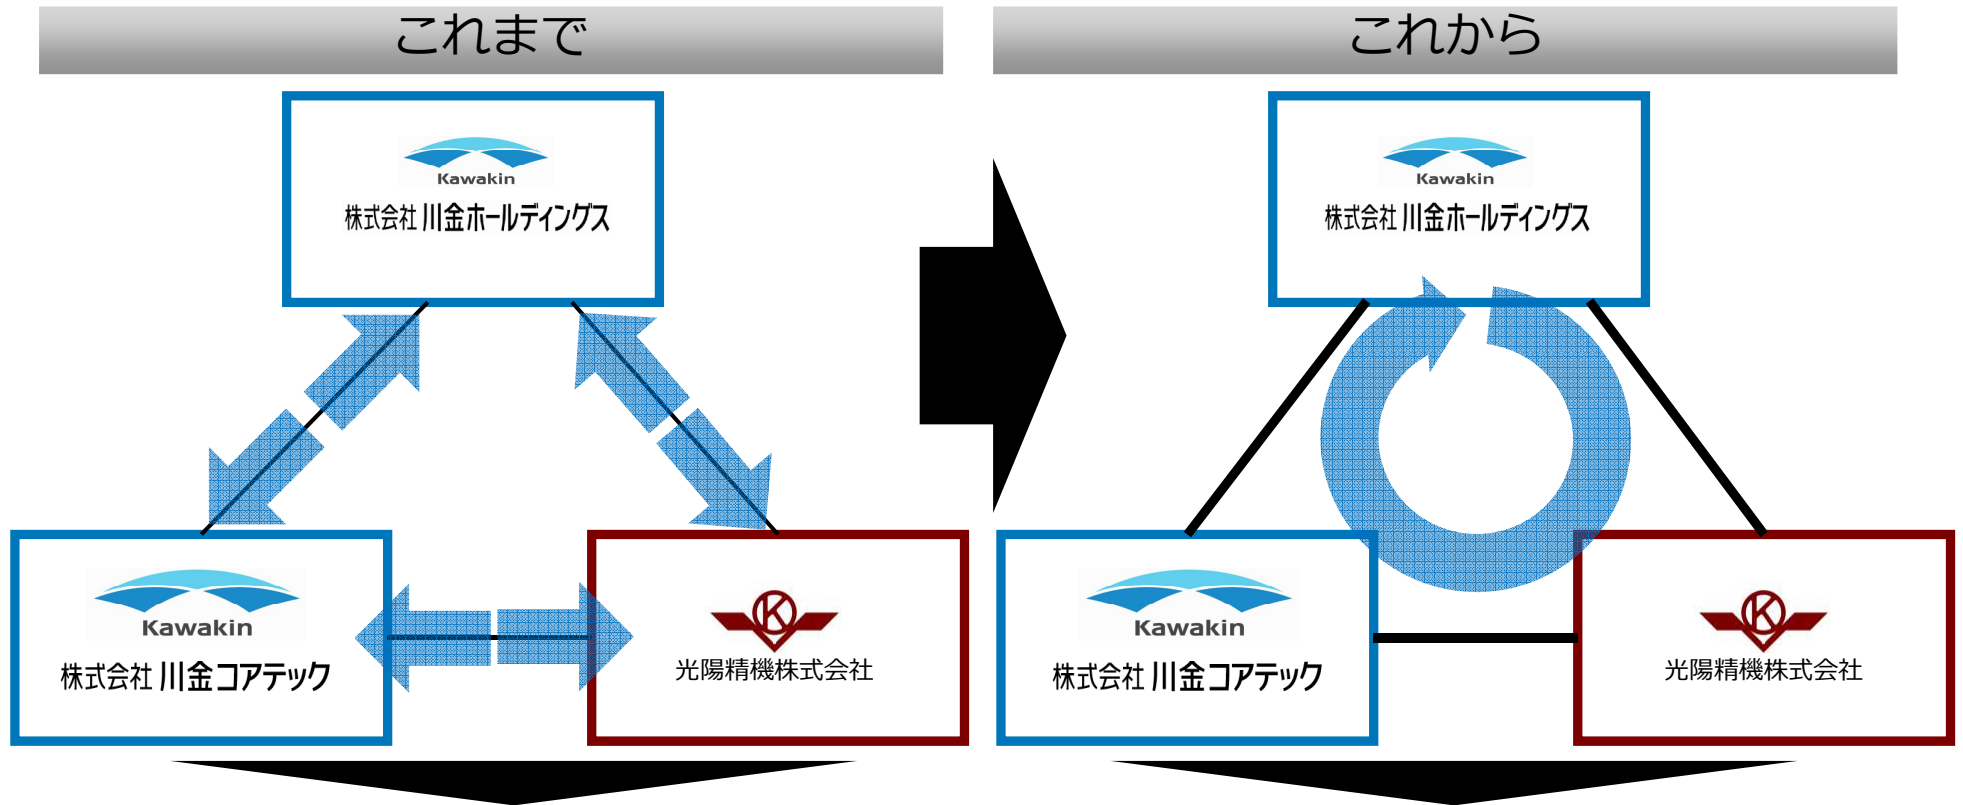 これまで
Kawakin
株式会社 川金ホールディングス
Kawakin
株式会社 川金コアテック
K
光陽精機株式会社
これから
Kawakin
株式会社 川金ホールディングス
Kawakin
株式会社 川金コアテック
K
光陽精機株式会社